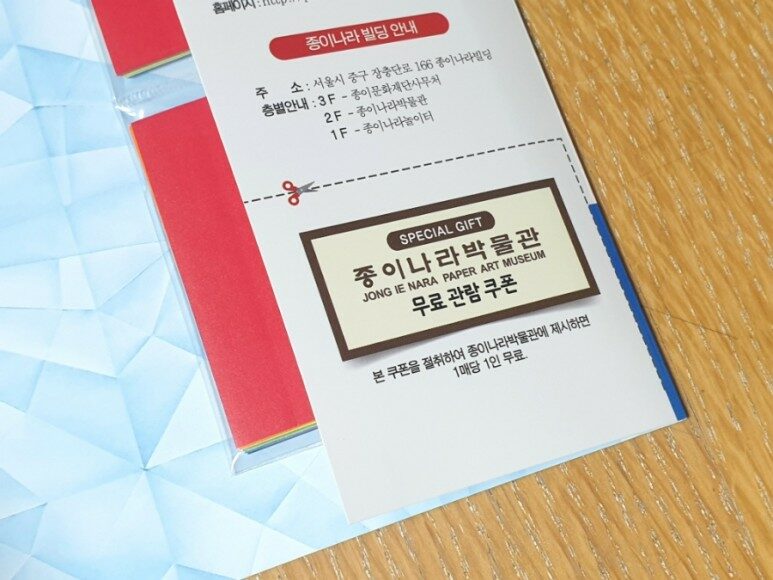 홈페이지 : http://
종이나라 빌딩 안내
주 소 : 서울시 중구 장충단로 166 종이나라빌딩
층별안내 : 3F - 종이문화재단사무처
2F - 종이나라박물관
1F - 종이나라놀이터
SPECIAL GIFT
종이나라박물관
JONG IE NARA PAPER ART MUSEUM
무료 관람 쿠폰
본 쿠폰을 절취하여 종이나라박물관에 제시하면
1매당 1인 무료.